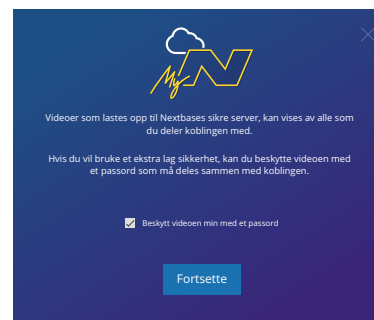 My N
Videoer som lastes opp til Nextbases sikre server, kan vises av alle som
du deler koblingen med.
Hvis du vil bruke et ekstra lag sikkerhet, kan du beskytte videoen med
et passord som må deles sammen med koblingen.
Beskytt videoen min med et passord
Fortsette